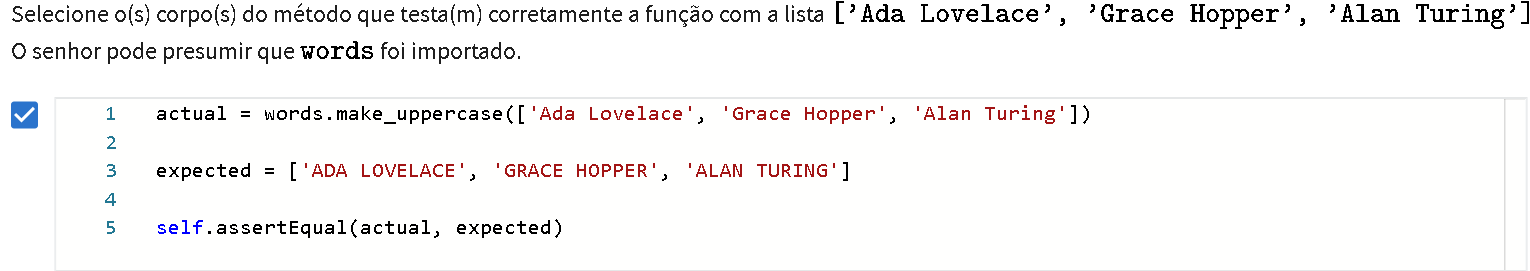 Selecione o(s) corpo(s) do método que testa(m) corretamente a função com a lista [’Ada Lovelace’, ’Grace Hopper’, ’Alan Turing’]
O senhor pode presumir que words foi importado.
1 actual = words.make_uppercase(['Ada Lovelace', 'Grace Hopper', 'Alan Turing'])
2
3 expected = ['ADA LOVELACE', 'GRACE HOPPER', 'ALAN TURING']
4
5 self.assertEqual(actual, expected)